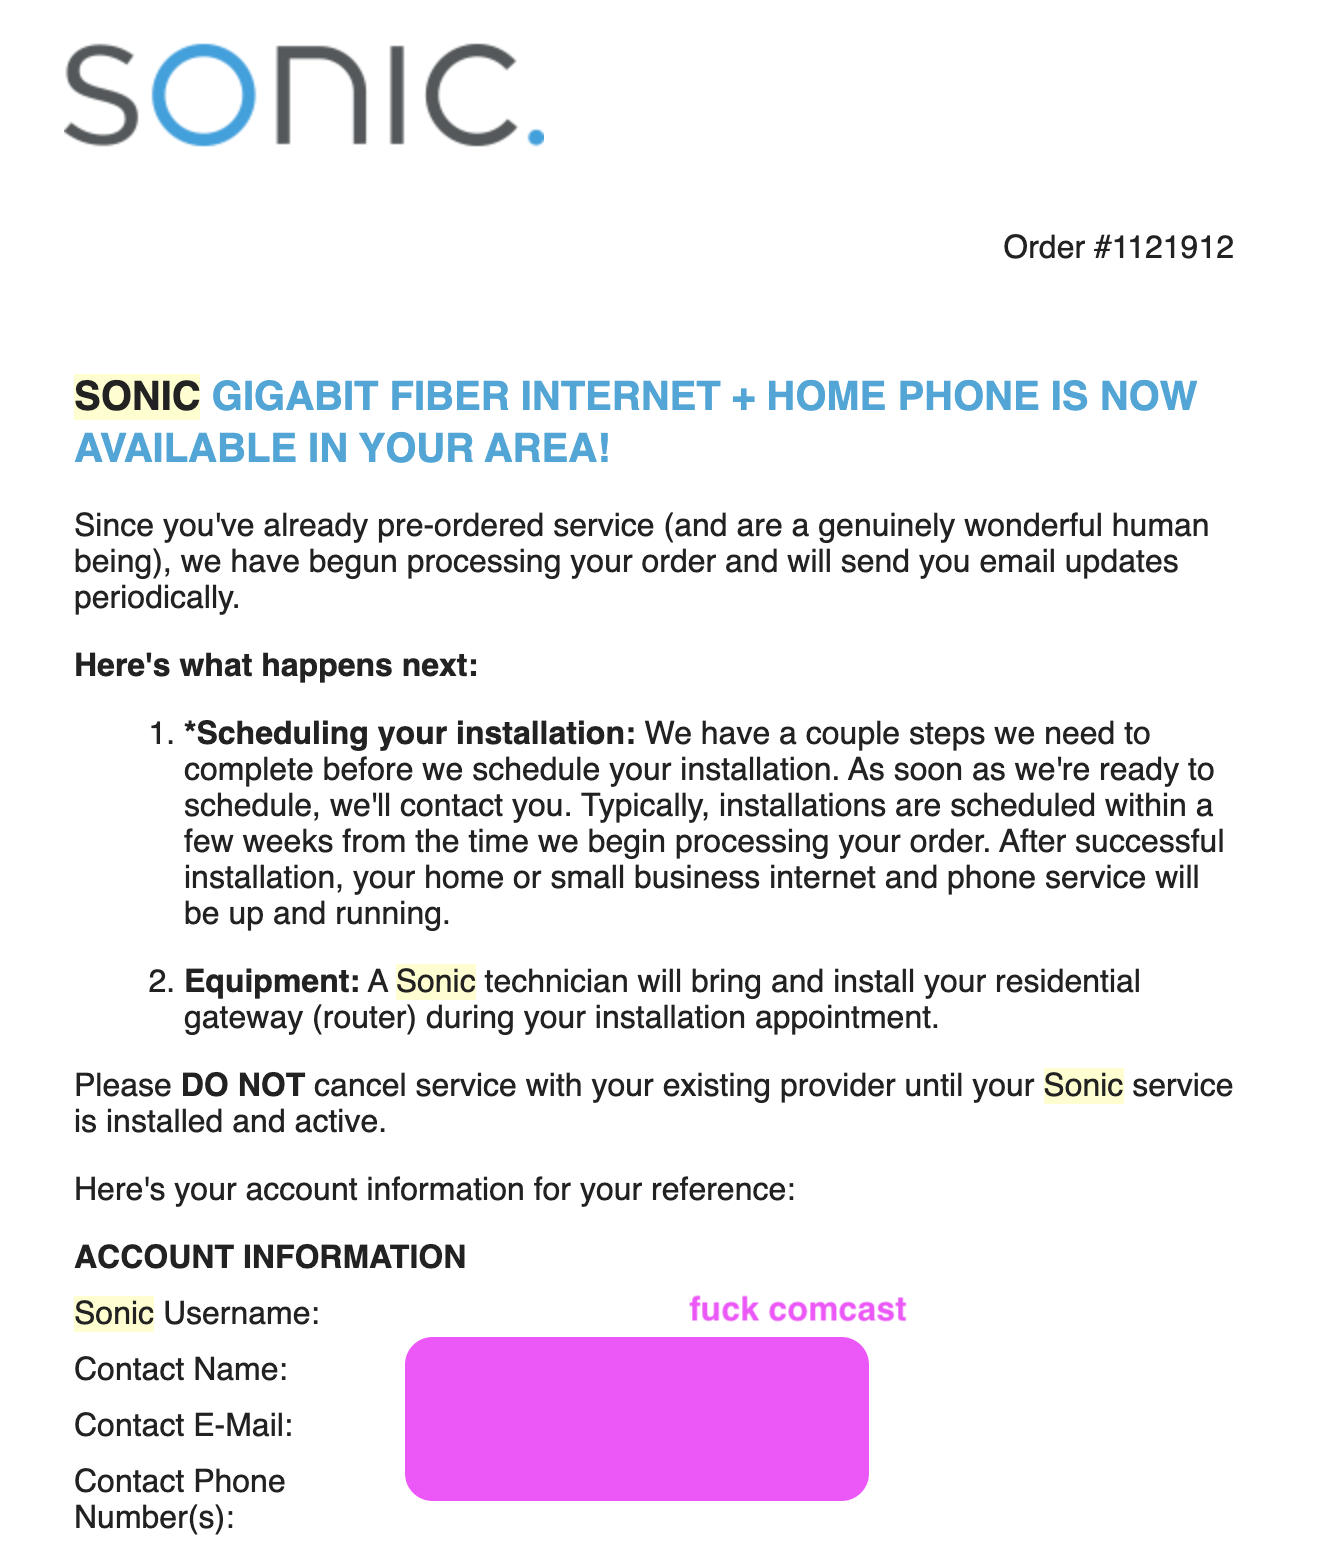 SONIC.
Order #1121912
SONIC GIGABIT FIBER INTERNET + HOME PHONE IS NOW
AVAILABLE IN YOUR AREA!
Since you've already pre-ordered service (and are a genuinely wonderful human
being), we have begun processing your order and will send you email updates
periodically.
Here's what happens next:
1. *Scheduling your installation: We have a couple steps we need to
complete before we schedule your installation. As soon as we're ready to
schedule, we'll contact you. Typically, installations are scheduled within a
few weeks from the time we begin processing your order. After successful
installation, your home or small business internet and phone service will
be up and running.
2. Equipment: A Sonic technician will bring and install your residential
gateway (router) during your installation appointment.
Please DO NOT cancel service with your existing provider until your Sonic service
is installed and active.
Here's your account information for your reference:
ACCOUNT INFORMATION
Sonic Username:
fuck comcast
Contact Name:
Contact E-Mail:
Contact Phone
Number(s):